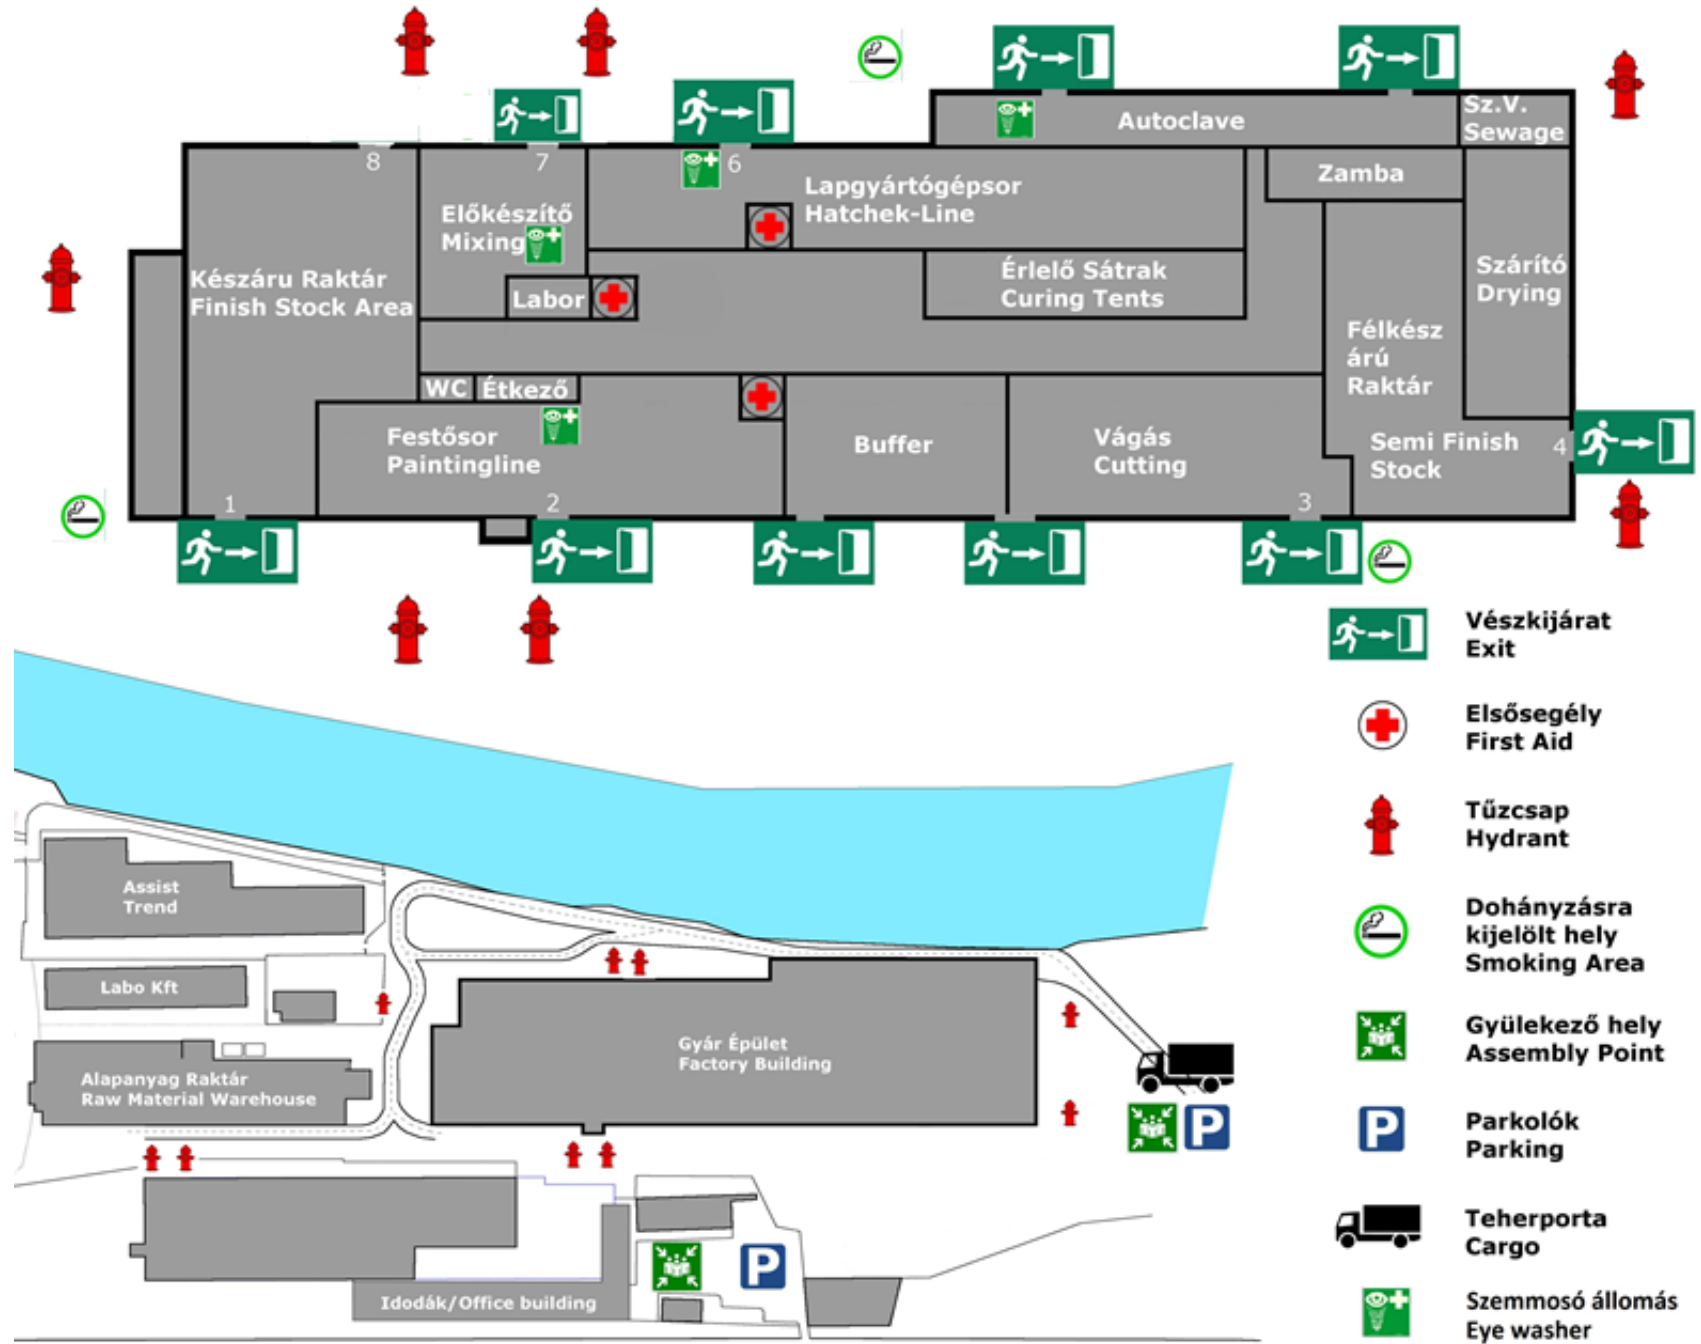 Autoclave
Sz.V.
Sewage
8
7
6
Zamba
Lapgyártógépsor
Hatchek-Line
Előkészítő
Mixing
Készáru Raktár
Finish Stock Area
Labor
Érlelő Sátrak
Curing Tents
Szárító
Drying
Félkész
árú
Raktár
WC
Étkező
Festősor
Paintingline
Buffer
Vágás
Cutting
Semi Finish
Stock
4
1
2
3
Vészkijárat
Exit
Elsősegély
First Aid
Tűzcsap
Hydrant
Dohányzásra
kijelölt hely
Smoking Area
Gyülekező hely
Assembly Point
P
Parkolók
Parking
Teherporta
Cargo
Szemmosó állomás
Eye washer
Assist
Trend
Labo Kft
Gyár Épület
Factory Building
Alapanyag Raktár
Raw Material Warehouse
P
P
Idodák/Office building